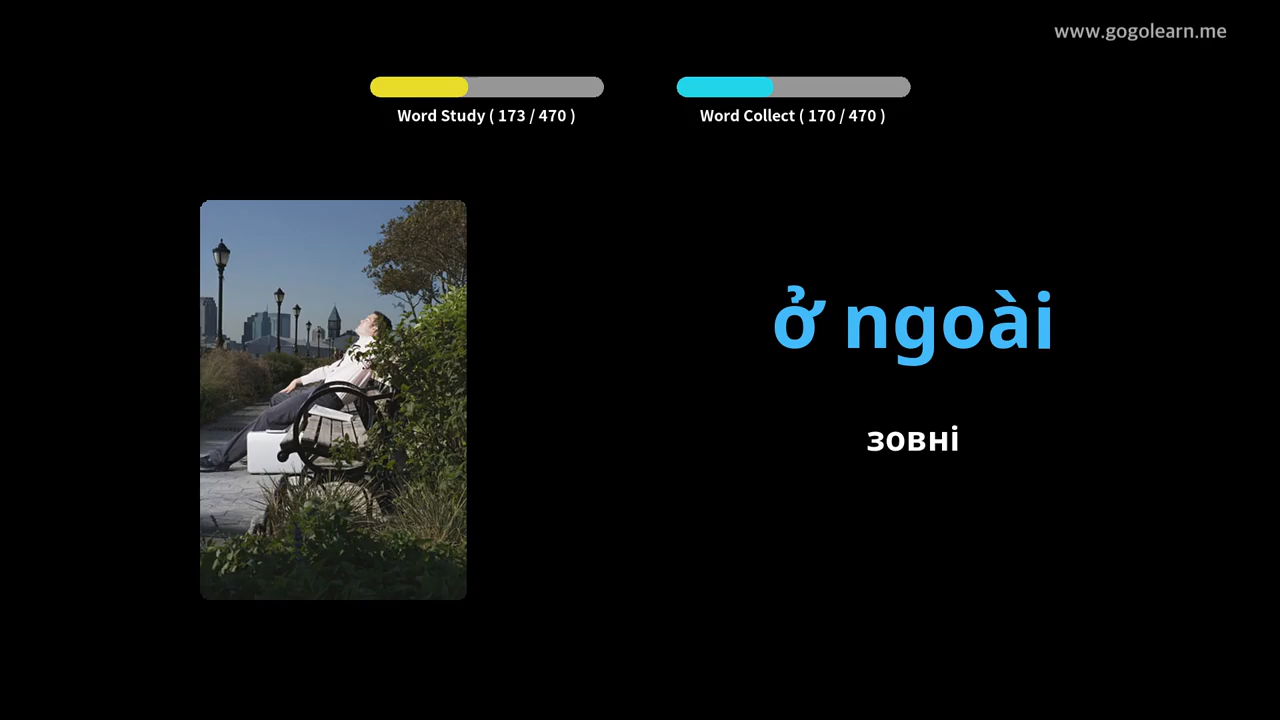 www.gogolearn.me
Word Study ( 173 / 470 )
Word Collect ( 170 / 470 )
ở ngoài
зовні